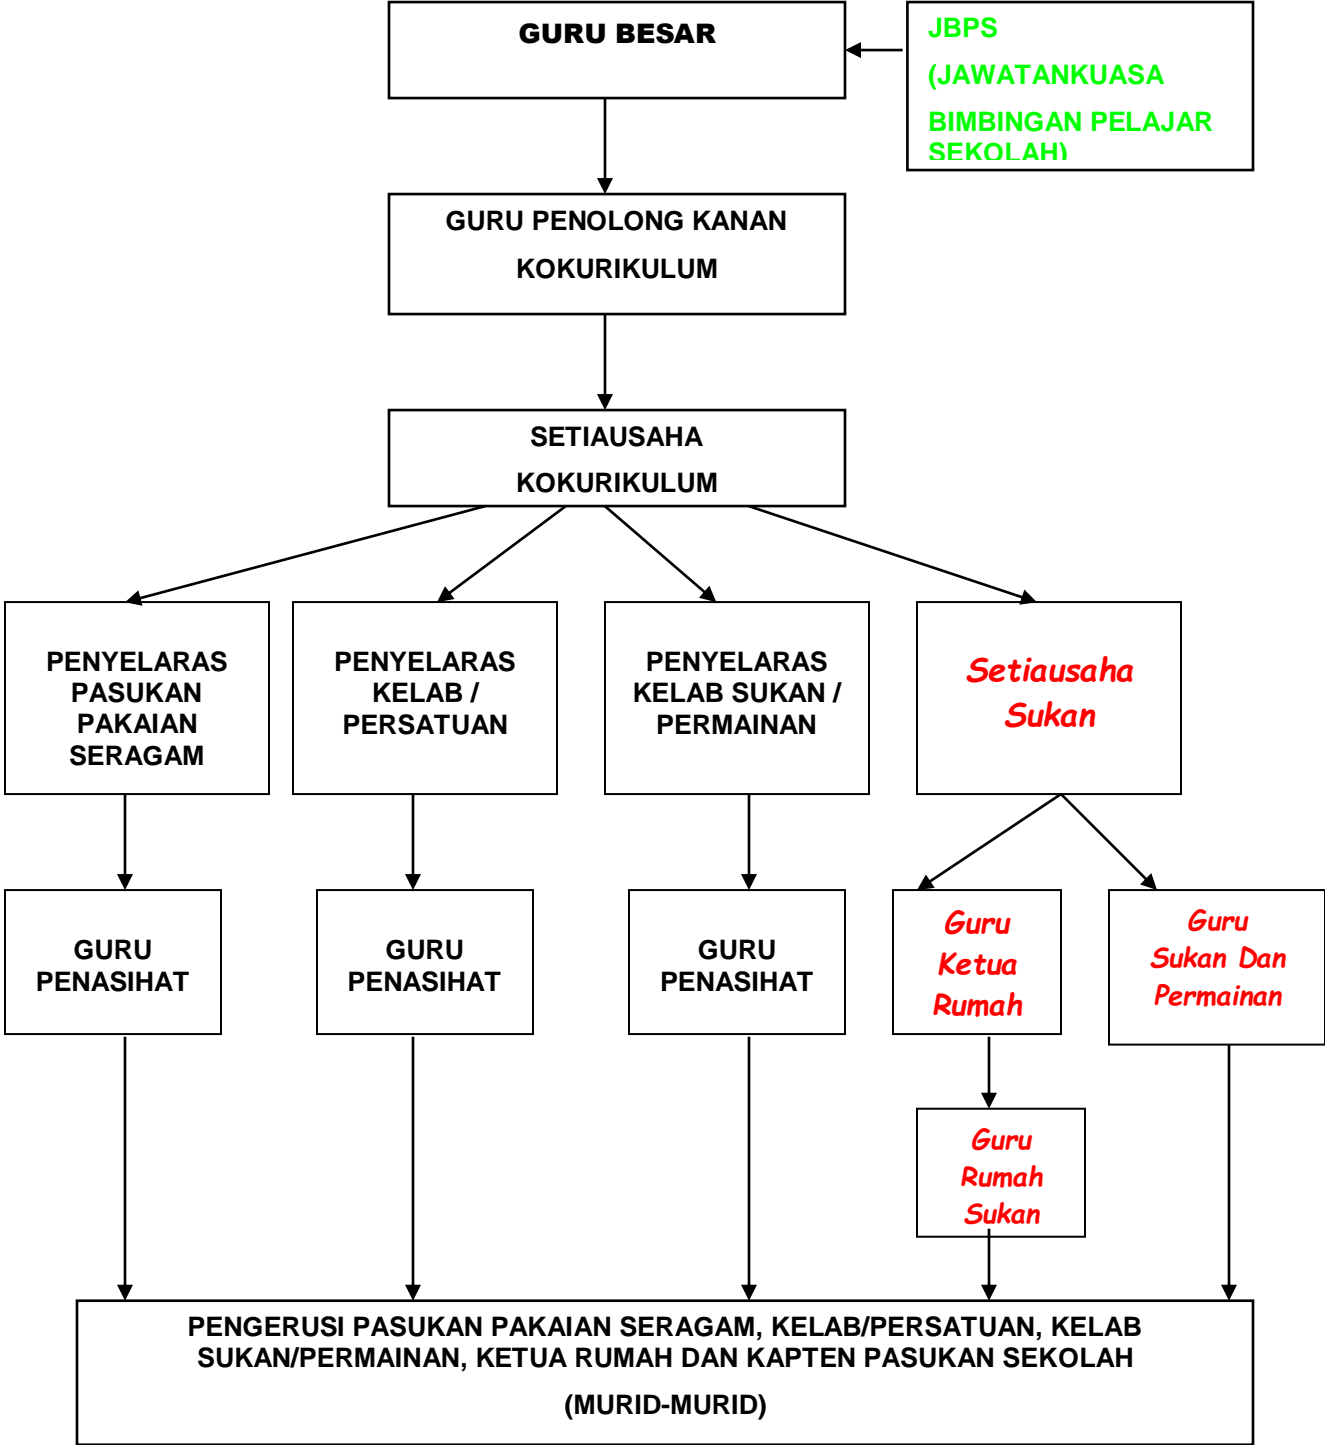 GURU BESAR
JBPS
(JAWATANKUASA
BIMBINGAN PELAJAR
SEKOLAH)
GURU PENOLONG KANAN
KOKURIKULUM
SETIAUSAHA
KOKURIKULUM
PENYELARAS
PASUKAN
PAKAIAN
SERAGAM
PENYELARAS
KELAB /
PERSATUAN
PENYELARAS
KELAB SUKAN /
PERMAINAN
Setiausaha
Sukan
GURU
PENASIHAT
GURU
PENASIHAT
GURU
PENASIHAT
Guru
Ketua
Rumah
Guru
Sukan Dan
Permainan
Guru
Rumah
Sukan
PENGERUSI PASUKAN PAKAIAN SERAGAM, KELAB/PERSATUAN, KELAB
SUKAN/PERMAINAN, KETUA RUMAH DAN KAPTEN PASUKAN SEKOLAH
(MURID-MURID)